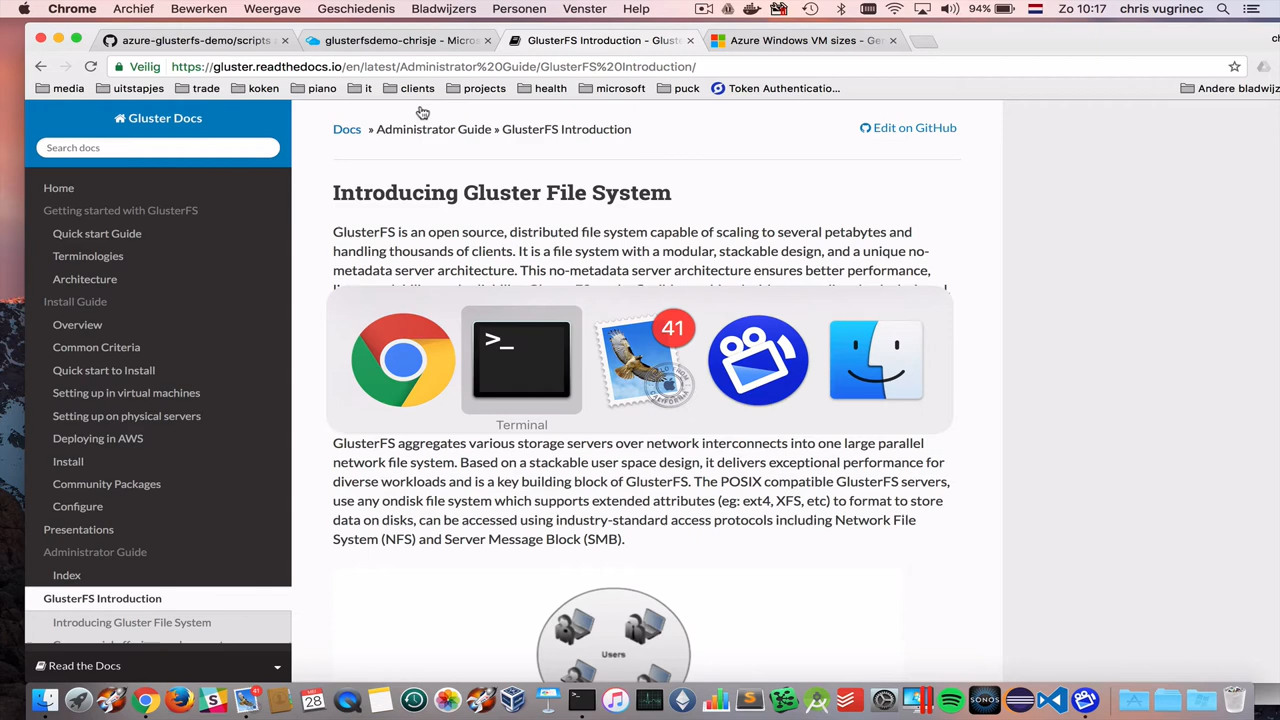 Chrome Archief Bewerken Weergave Geschiedenis Bladwijzers Personen Venster Help 94% Zo 10:17 chris vugrinec
azure-glusterfs-demo/scripts
glusterfsdemo-chrisje - Micros
GlusterFS Introduction - Glust
Azure Windows VM sizes - Gen
ch
Veilig https://gluster.readthedocs.io/en/latest/Administrator%20Guide/GlusterFS%20Introduction/
media uitstapjes trade koken piano it clients projects health microsoft puck Token Authenticatio... Andere bladwijz
Gluster Docs
Search docs
Home
Getting started with GlusterFS
Quick start Guide
Terminologies
Architecture
Install Guide
Overview
Common Criteria
Quick start to Install
Setting up in virtual machines
Setting up on physical servers
Deploying in AWS
Install
Community Packages
Configure
Presentations
Administrator Guide
Index
GlusterFS Introduction
Introducing Gluster File System
Read the Docs
Docs » Administrator Guide » GlusterFS Introduction
Edit on GitHub
Introducing Gluster File System
GlusterFS is an open source, distributed file system capable of scaling to several petabytes and
handling thousands of clients. It is a file system with a modular, stackable design, and a unique no-
metadata server architecture. This no-metadata server architecture ensures better performance,
41
>_
Terminal
GlusterFS aggregates various storage servers over network interconnects into one large parallel
network file system. Based on a stackable user space design, it delivers exceptional performance for
diverse workloads and is a key building block of GlusterFS. The POSIX compatible GlusterFS servers,
use any ondisk file system which supports extended attributes (eg: ext4, XFS, etc) to format to store
data on disks, can be accessed using industry-standard access protocols including Network File
System (NFS) and Server Message Block (SMB).
Users
41
28
SONOS